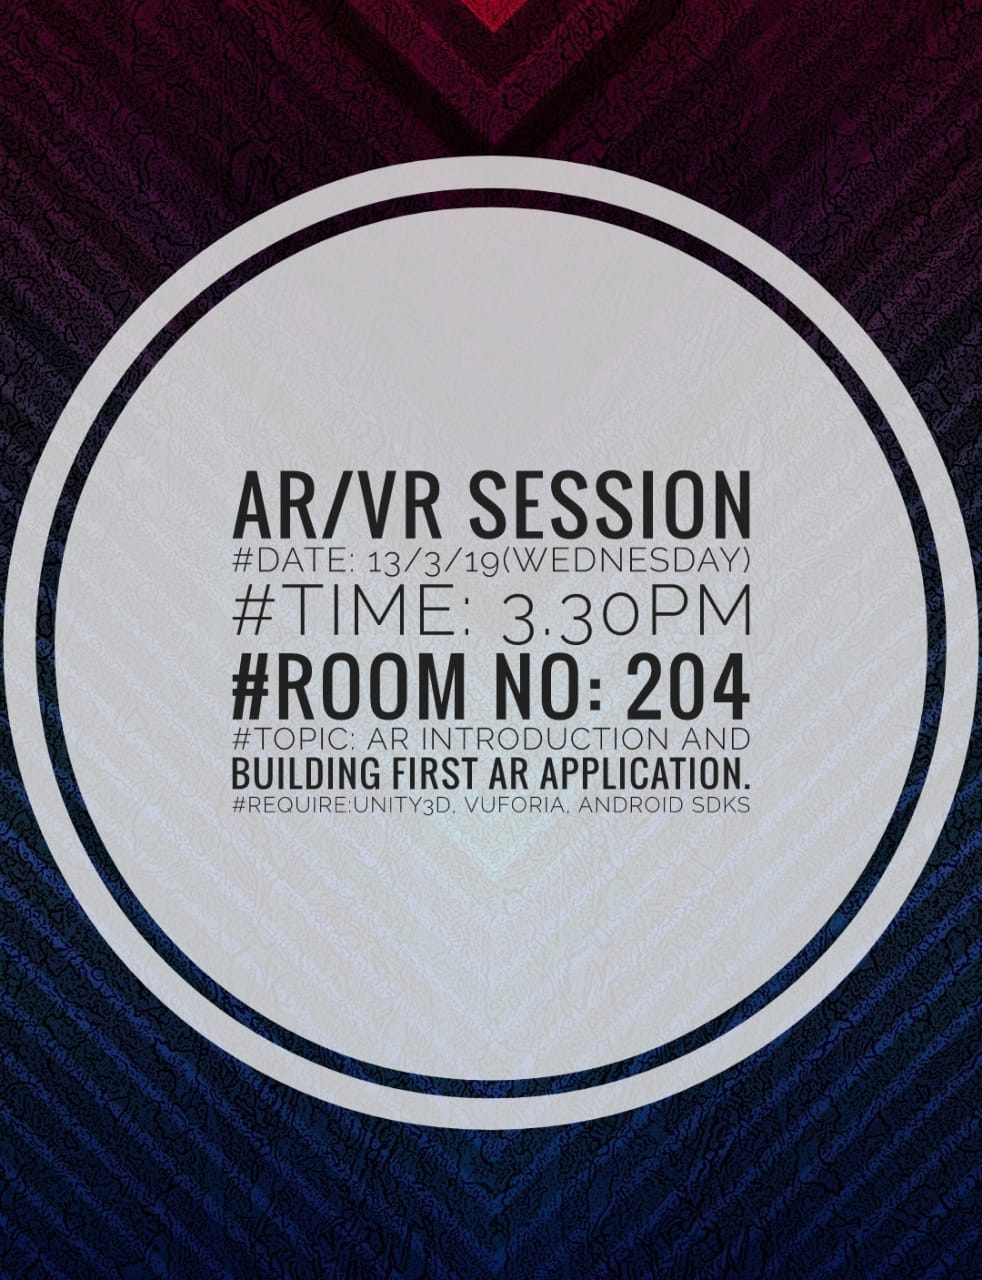 AR/VR SESSION
#DATE: 13/3/19(WEDNESDAY)
#TIME: 3.30PM
#ROOM NO: 204
#TOPIC: AR INTRODUCTION AND
BUILDING FIRST AR APPLICATION.
#REQUIRE:UNITY3D, VUFORIA, ANDROID SDKS